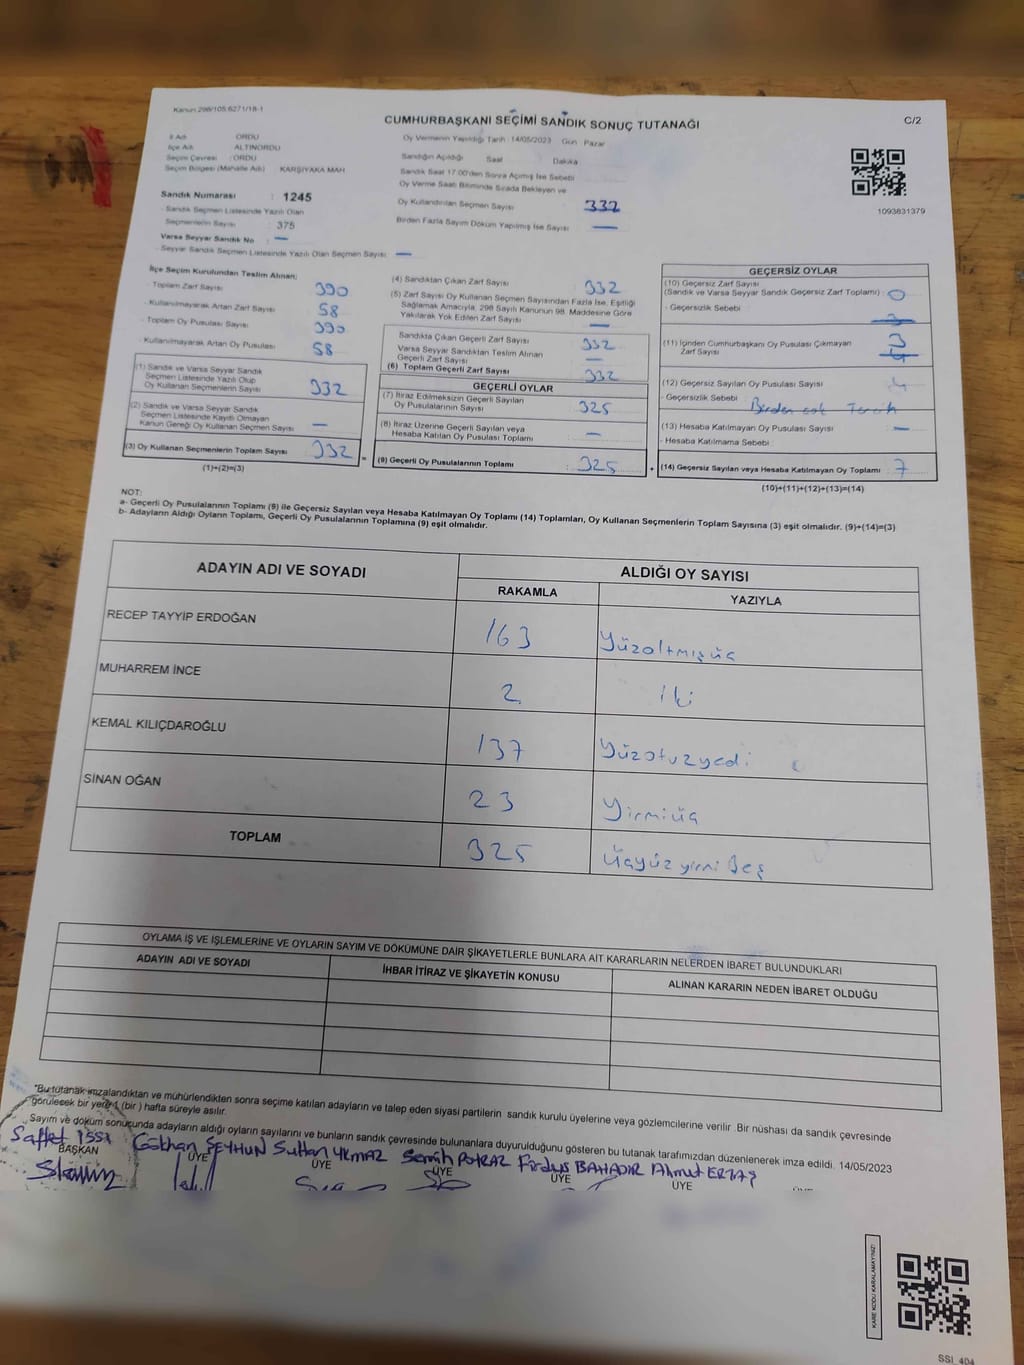 Kanun 298/105 6271/18-1
CUMHURBAŞKANI SEÇİMİ SANDIK SONUÇ TUTANAĞI
C/2
İl Adı ORDU
İlçe Adı ALTINORDU
Seçim Çevresi : ORDU
Seçim Bölgesi (Mahalle Adı) KARŞIYAKA MAH
Sandık Numarası : 1245
- Sandık Seçmen Listesinde Yazılı Olan
Seçmenlerin Sayısı : 375
Varsa Seyyar Sandık No : —
- Seyyar Sandık Seçmen Listesinde Yazılı Olan Seçmen Sayısı : —
Oy Vermenin Yapıldığı Tarih : 14/05/2023 Gün Pazar
Sandığın Açıldığı Saat Dakika
Sandık Saat 17.00'den Sonra Açılmış İse Sebebi
Oy Verme Saati Bitiminde Sırada Bekleyen ve
Oy Kullandırılan Seçmen Sayısı 332
Birden Fazla Sayım Döküm Yapılmış İse Sayısı —
1093831379
İlçe Seçim Kurulundan Teslim Alınan;
- Toplam Zarf Sayısı 390
- Kullanılmayarak Artan Zarf Sayısı 58
- Toplam Oy Pusulası Sayısı 390
- Kullanılmayarak Artan Oy Pusulası 58
(1) Sandık ve Varsa Seyyar Sandık
Seçmen Listesinde Yazılı Olup
Oy Kullanan Seçmenlerin Sayısı 332
(2) Sandık ve Varsa Seyyar Sandık
Seçmen Listesinde Kayıtlı Olmayan
Kanun Gereği Oy Kullanan Seçmen Sayısı : —
(3) Oy Kullanan Seçmenlerin Toplam Sayısı 332
(1)+(2)=(3)
(4) Sandıktan Çıkan Zarf Sayısı : 332
(5) Zarf Sayısı Oy Kullanan Seçmen Sayısından Fazla İse, Eşitliği
Sağlamak Amacıyla, 298 Sayılı Kanunun 98. Maddesine Göre
Yakılarak Yok Edilen Zarf Sayısı : —
Sandıkta Çıkan Geçerli Zarf Sayısı : 332
Varsa Seyyar Sandıktan Teslim Alınan
Geçerli Zarf Sayısı : —
(6) Toplam Geçerli Zarf Sayısı : 332
GEÇERLİ OYLAR
(7) İtiraz Edilmeksizin Geçerli Sayılan
Oy Pusulalarının Sayısı : 325
(8) İtiraz Üzerine Geçerli Sayılan veya
Hesaba Katılan Oy Pusulası Toplamı : —
(9) Geçerli Oy Pusulalarının Toplamı : 325
GEÇERSİZ OYLAR
(10) Geçersiz Zarf Sayısı
(Sandık ve Varsa Seyyar Sandık Geçersiz Zarf Toplamı) : 0
- Geçersizlik Sebebi
(11) İçinden Cumhurbaşkanı Oy Pusulası Çıkmayan
Zarf Sayısı : 3
(12) Geçersiz Sayılan Oy Pusulası Sayısı : 4
- Geçersizlik Sebebi : Birden çok Tercih
(13) Hesaba Katılmayan Oy Pusulası Sayısı : —
- Hesaba Katılmama Sebebi
(14) Geçersiz Sayılan veya Hesaba Katılmayan Oy Toplamı : 7
(10)+(11)+(12)+(13)=(14)
NOT:
a- Geçerli Oy Pusulalarının Toplamı (9) ile Geçersiz Sayılan veya Hesaba Katılmayan Oy Toplamı (14) Toplamları, Oy Kullanan Seçmenlerin Toplam Sayısına (3) eşit olmalıdır. (9)+(14)=(3)
b- Adayların Aldığı Oyların Toplamı, Geçerli Oy Pusulalarının Toplamına (9) eşit olmalıdır.
ADAYIN ADI VE SOYADI
ALDIĞI OY SAYISI
RAKAMLA
YAZIYLA
RECEP TAYYİP ERDOĞAN 163 Yüzaltmışüç
MUHARREM İNCE 2 iki
KEMAL KILIÇDAROĞLU 137 Yüzotuzyedi
SİNAN OĞAN 23 Yirmiüç
TOPLAM 325 Üçyüzyirmi Beş
OYLAMA İŞ VE İŞLEMLERİNE VE OYLARIN SAYIM VE DÖKÜMÜNE DAİR ŞİKAYETLERLE BUNLARA AİT KARARLARIN NELERDEN İBARET BULUNDUKLARI
ADAYIN ADI VE SOYADI
İHBAR İTİRAZ VE ŞİKAYETİN KONUSU
ALINAN KARARIN NEDEN İBARET OLDUĞU
*Bu tutanak imzalandıktan ve mühürlendikten sonra seçime katılan adayların ve talep eden siyasi partilerin sandık kurulu üyelerine veya gözlemcilerine verilir. Bir nüshası da sandık çevresinde
görülecek bir yere 1 (bir) hafta süreyle asılır.
Sayım ve döküm sonucunda adayların aldığı oyların sayılarını ve bunların sandık çevresinde bulunanlara duyurulduğunu gösteren bu tutanak tarafımızdan düzenlenerek imza edildi. 14/05/2023
Saffet İSSİ Gökhan SEYHUN Sultan YILMAZ Semih POYRAZ Firdevs BAHADIR Ahmet ERTAŞ
BAŞKAN ÜYE ÜYE ÜYE ÜYE ÜYE
KARE KODU KARALAMAYINIZ!
SSİ 404